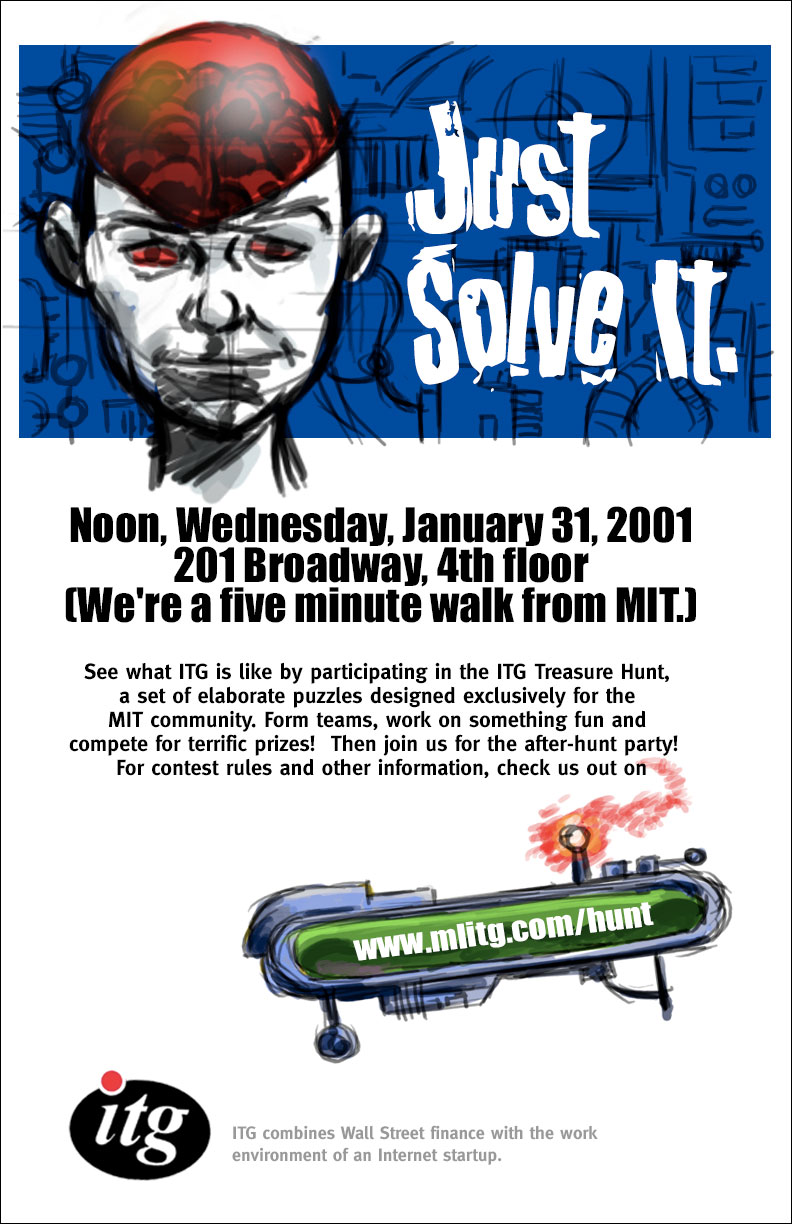 Just
Solve It.
Noon, Wednesday, January 31, 2001
201 Broadway, 4th floor
(We're a five minute walk from MIT.)
See what ITG is like by participating in the ITG Treasure Hunt,
a set of elaborate puzzles designed exclusively for the
MIT community. Form teams, work on something fun and
compete for terrific prizes!  Then join us for the after-hunt party!
For contest rules and other information, check us out on
www.mlitg.com/hunt
itg
ITG combines Wall Street finance with the work
environment of an Internet startup.